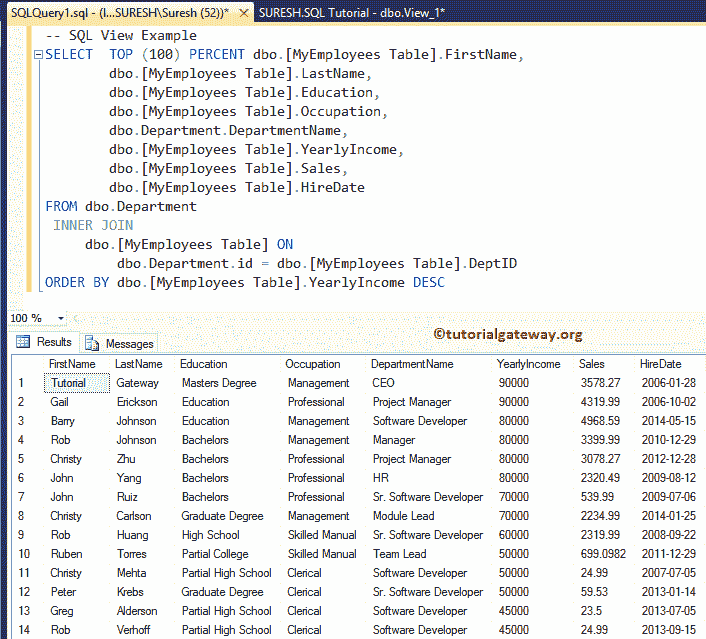 SQLQuery1.sql - (l...SURESH\Suresh (52))* × SURESH.SQL Tutorial - dbo.View_1*
-- SQL View Example
SELECT TOP (100) PERCENT dbo.[MyEmployees Table].FirstName,
dbo.[MyEmployees Table].LastName,
dbo.[MyEmployees Table].Education,
dbo.[MyEmployees Table].Occupation,
dbo.Department.DepartmentName,
dbo.[MyEmployees Table].YearlyIncome,
dbo.[MyEmployees Table].Sales,
dbo.[MyEmployees Table].HireDate
FROM dbo.Department
INNER JOIN
dbo.[MyEmployees Table] ON
dbo.Department.id = dbo.[MyEmployees Table].DeptID
ORDER BY dbo.[MyEmployees Table].YearlyIncome DESC
100 %
©tutorialgateway.org
Results Messages
FirstName LastName Education Occupation DepartmentName YearlyIncome Sales HireDate
1 Tutorial Gateway Masters Degree Management CEO 90000 3578.27 2006-01-28
2 Gail Erickson Education Professional Project Manager 90000 4319.99 2006-10-02
3 Barry Johnson Education Management Software Developer 80000 4968.59 2014-05-15
4 Rob Johnson Bachelors Management Manager 80000 3399.99 2010-12-29
5 Christy Zhu Bachelors Professional Project Manager 80000 3078.27 2012-12-28
6 John Yang Bachelors Professional HR 80000 2320.49 2009-08-12
7 John Ruiz Bachelors Professional Sr. Software Developer 70000 539.99 2009-07-06
8 Christy Carlson Graduate Degree Management Module Lead 70000 2234.99 2014-01-25
9 Rob Huang High School Skilled Manual Sr. Software Developer 60000 2319.99 2008-09-22
10 Ruben Torres Partial College Skilled Manual Team Lead 50000 699.0982 2011-12-29
11 Christy Mehta Partial High School Clerical Software Developer 50000 24.99 2007-07-05
12 Peter Krebs Graduate Degree Clerical Sr. Software Developer 50000 59.53 2013-01-14
13 Greg Alderson Partial High School Clerical Software Developer 45000 23.5 2013-07-05
14 Rob Verhoff Partial High School Clerical Software Developer 45000 24.99 2013-09-15